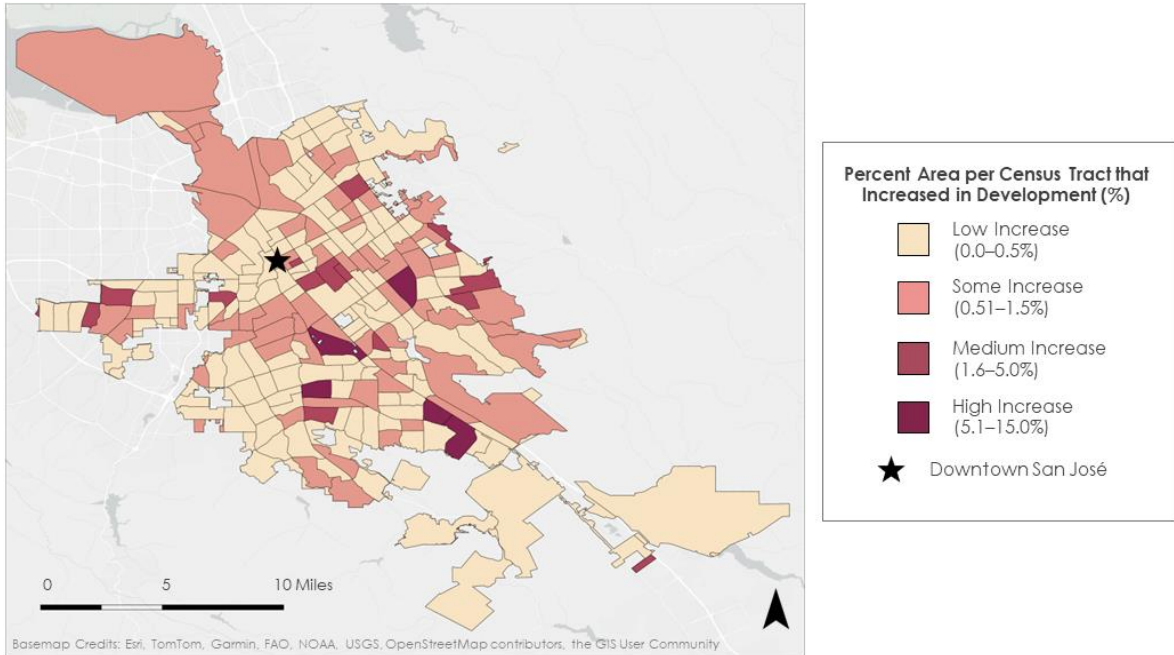 Percent Area per Census Tract that
Increased in Development (%)
Low Increase
(0.0–0.5%)
Some Increase
(0.51–1.5%)
Medium Increase
(1.6–5.0%)
High Increase
(5.1–15.0%)
Downtown San José
0 5 10 Miles
Basemap Credits: Esri, TomTom, Garmin, FAO, NOAA, USGS, OpenStreetMap contributors, the GIS User Community